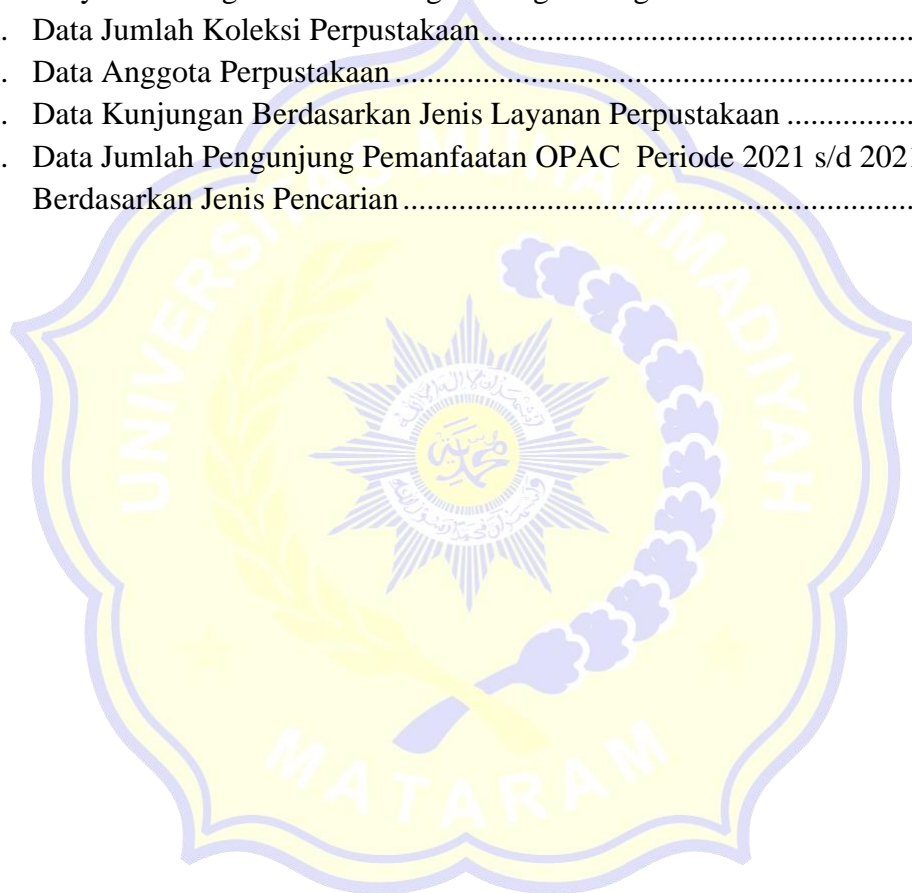 . Data Jumlah Koleksi Perpustakaan
. Data Anggota Perpustakaan
. Data Kunjungan Berdasarkan Jenis Layanan Perpustakaan
. Data Jumlah Pengunjung Pemanfaatan OPAC Periode 2021 s/d 2021
Berdasarkan Jenis Pencarian
UNIVERSITAS MUHAMMADIYAH
MATARAM